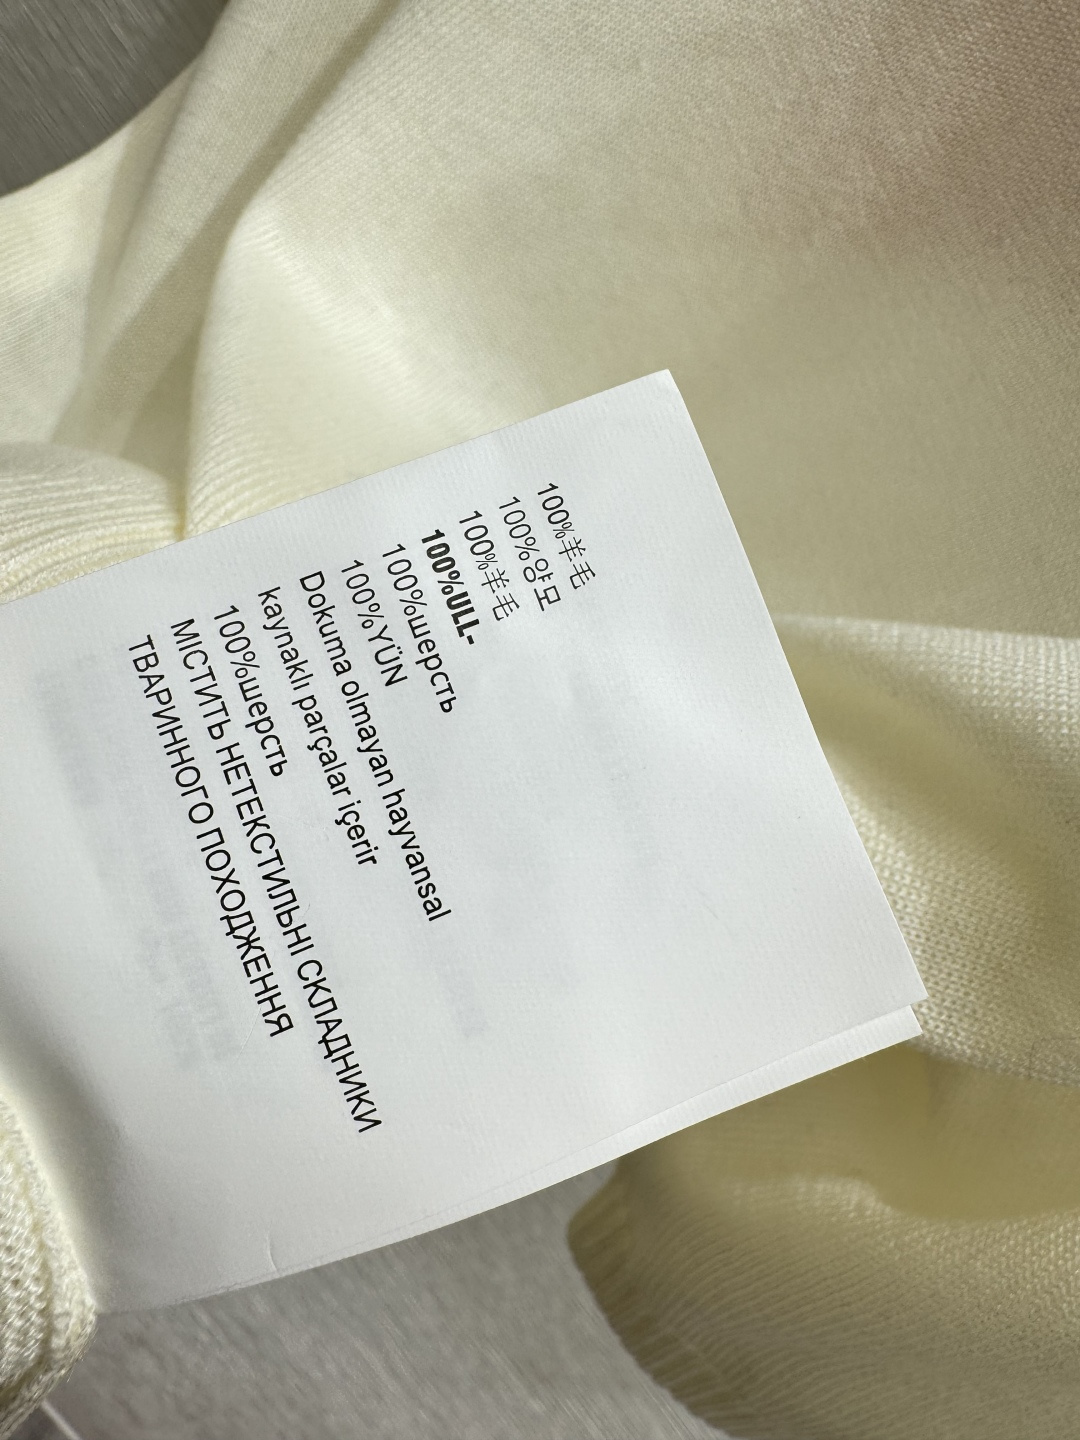 100%羊毛
100%양모
100%羊毛
100%ULL-
100%шерсть
100%YÜN
Dokuma olmayan hayvansal
kaynaklı parçalar içerir
100%шерсть
МІСТИТЬ НЕТЕКСТИЛЬНІ СКЛАДНИКИ
ТВАРИННОГО ПОХОДЖЕННЯ